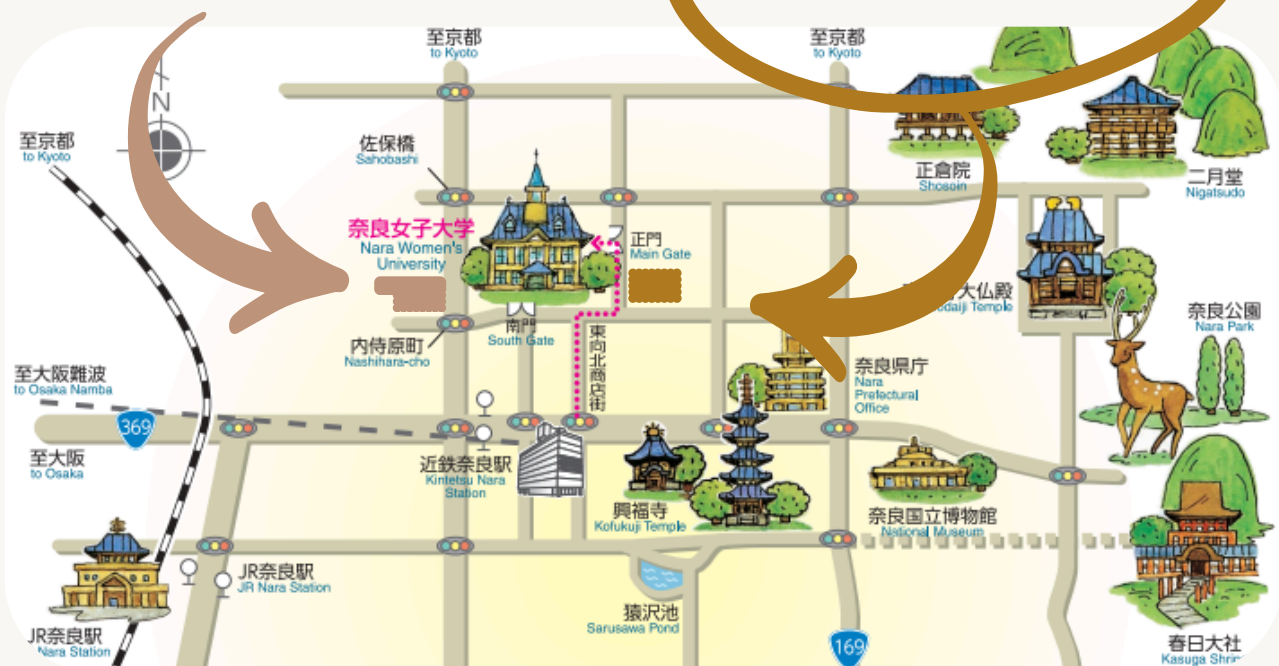 至京都
to Kyoto
至京都
to Kyoto
N
至京都
to Kyoto
佐保橋
Sahobashi
正倉院
Shosoin
二月堂
Nigatsudo
奈良女子大学
Nara Women's
University
正門
Main Gate
大仏殿
Temple
奈良公園
Nara Park
南門
South Gate
内侍原町
Nashihara-cho
東向北商店街
奈良県庁
Nara
Prefectural
Office
至大阪難波
to Osaka Namba
369
至大阪
to Osaka
近鉄奈良駅
Kintetsu Nara
Station
興福寺
Kofukuji Temple
奈良国立博物館
National Museum
JR奈良駅
JR Nara Station
猿沢池
Sarusawa Pond
JR奈良駅
Nara Station
169
春日大社
Kasuga